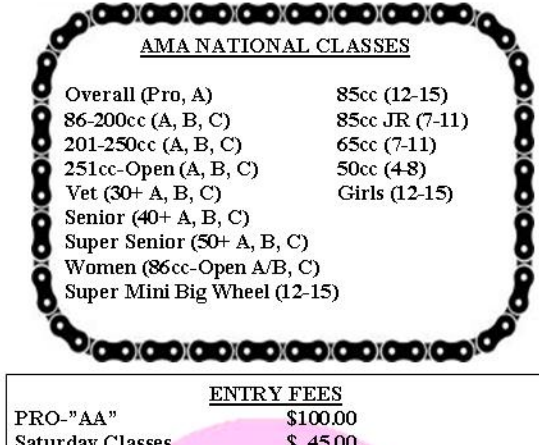 AMA NATIONAL CLASSES
Overall (Pro, A)
86-200cc (A, B, C)
201-250cc (A, B, C)
251cc-Open (A, B, C)
Vet (30+ A, B, C)
Senior (40+ A, B, C)
Super Senior (50+ A, B, C)
Women (86cc-Open A/B, C)
Super Mini Big Wheel (12-15)
85cc (12-15)
85cc JR (7-11)
65cc (7-11)
50cc (4-8)
Girls (12-15)
ENTRY FEES
PRO-"AA" $100.00
Saturday Classes $ 45.00